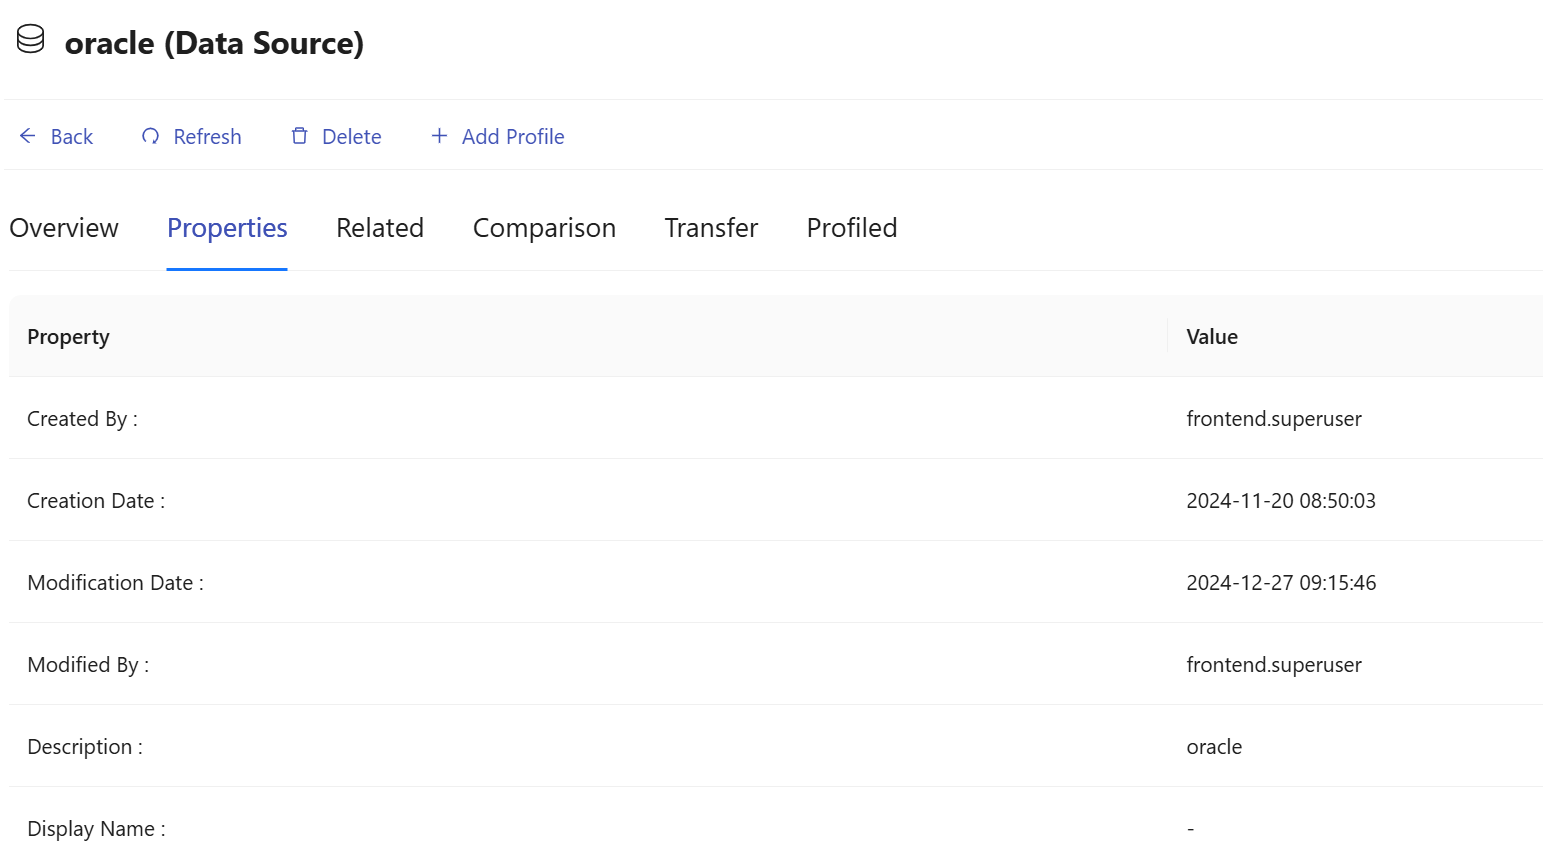 oracle (Data Source)
Back Refresh Delete Add Profile
Overview Properties Related Comparison Transfer Profiled
Property Value
Created By : frontend.superuser
Creation Date : 2024-11-20 08:50:03
Modification Date : 2024-12-27 09:15:46
Modified By : frontend.superuser
Description : oracle
Display Name : -